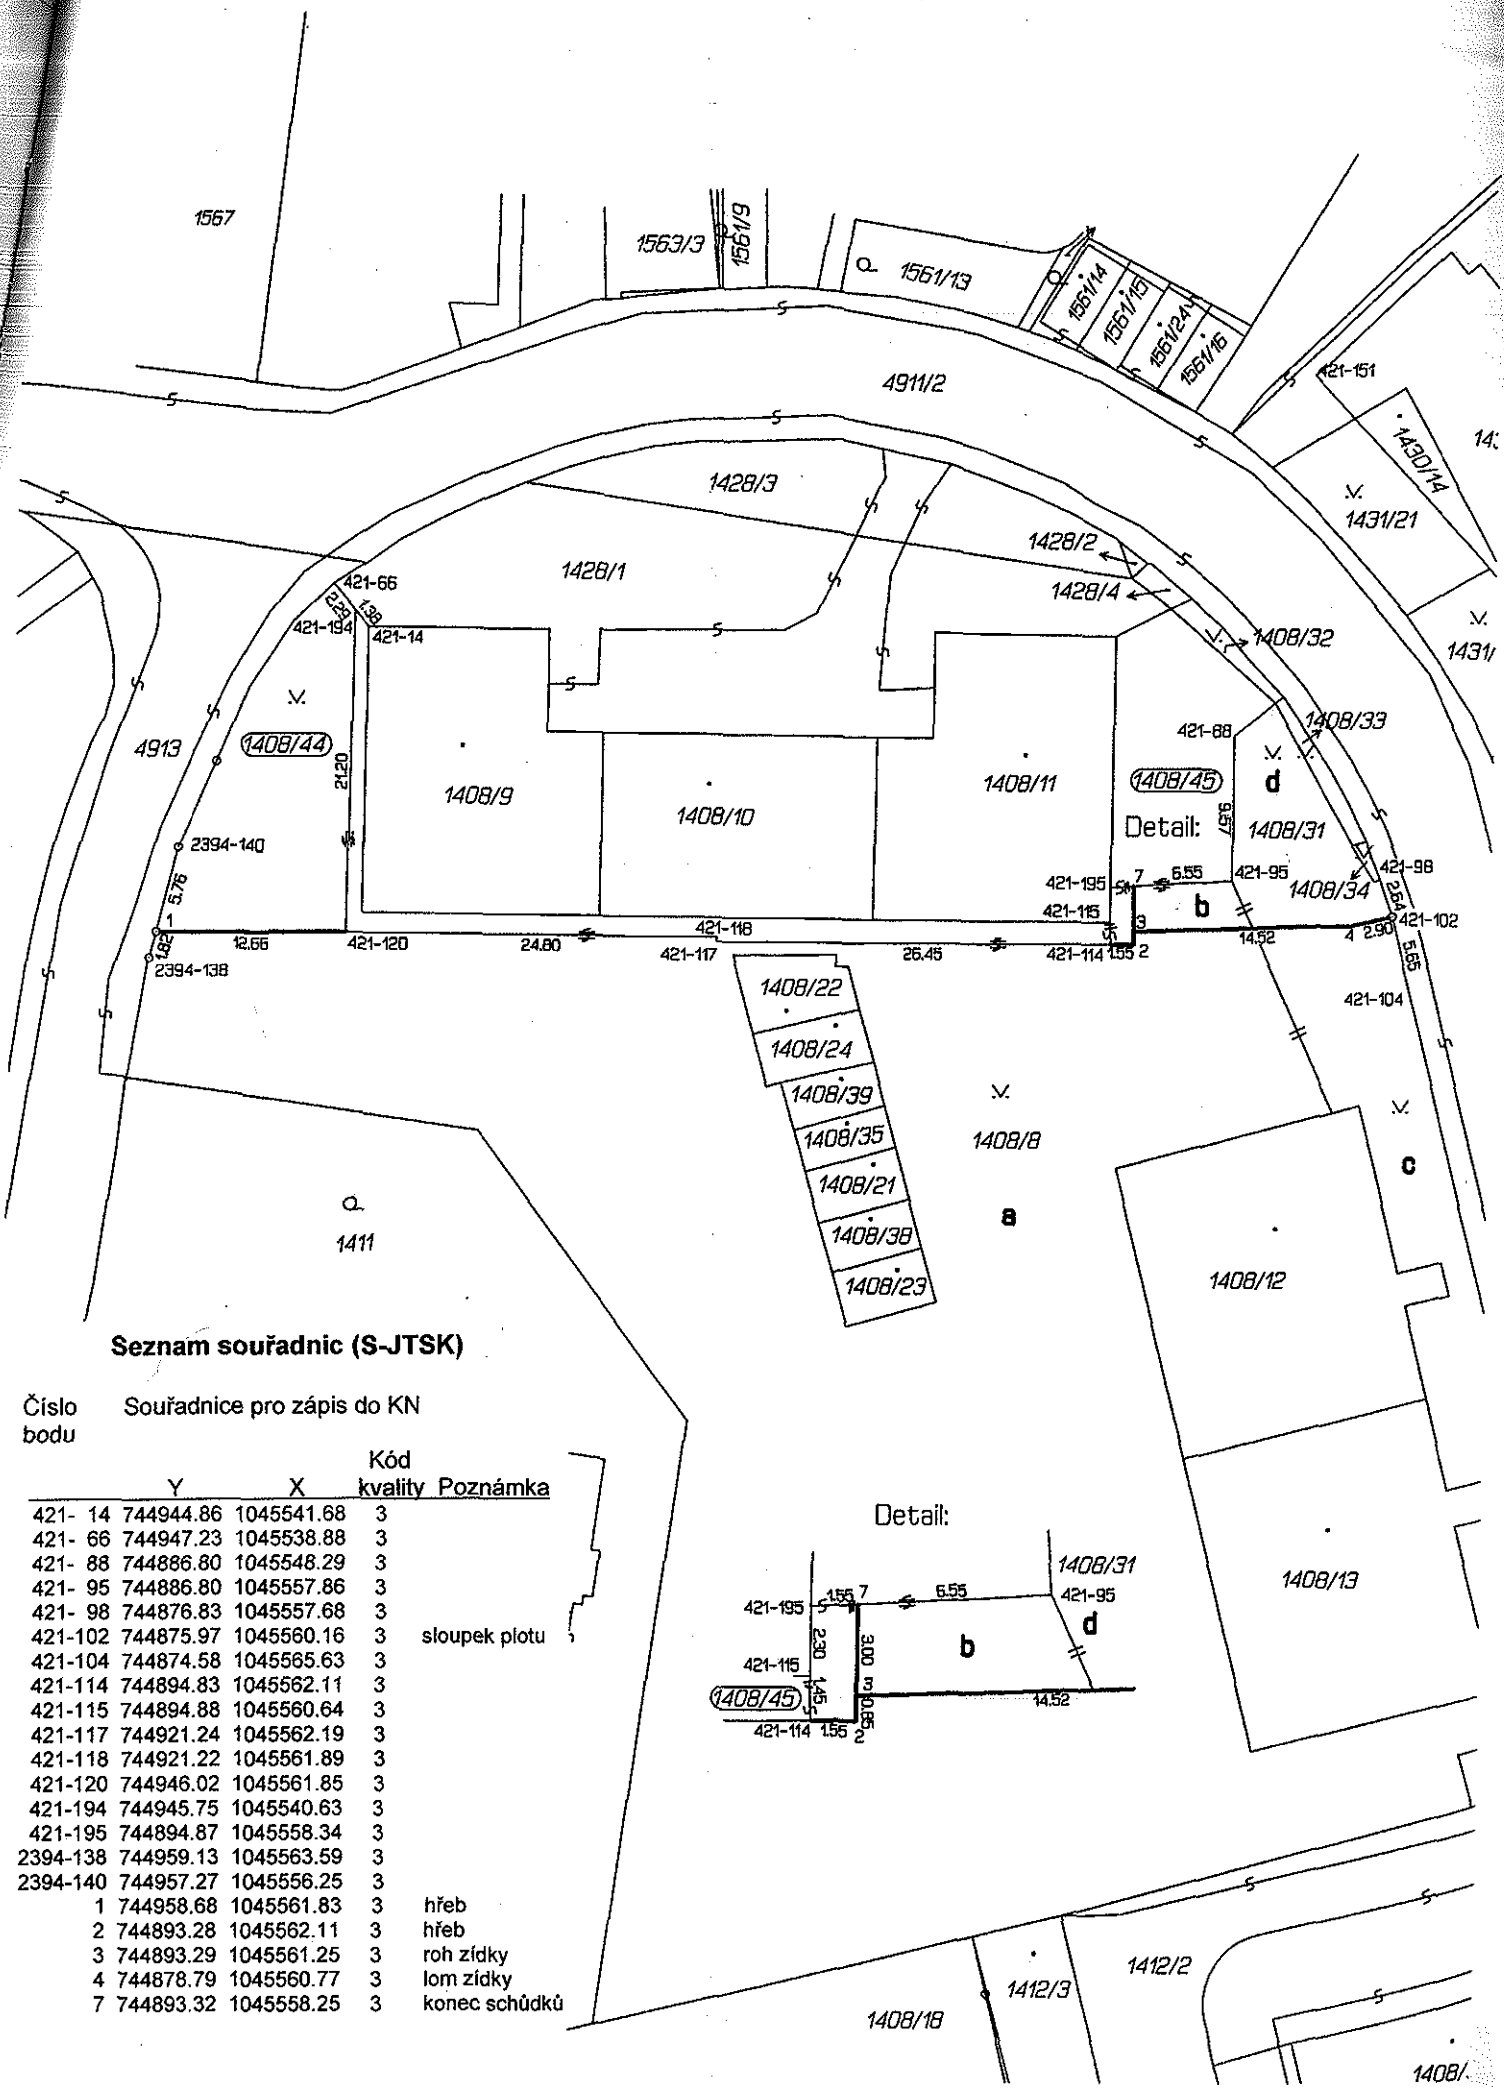 1567
1563/3
1561/9
1561/13
1561/14
1561/15
1561/24
1561/16
4911/2
421-151
1430/14
1431/21
1431/
1428/3
1428/2
1428/1
1428/4
421-66
2.29
1.38
421-194
421-14
1408/32
1408/33
4913
1408/44
21.20
421-88
1408/9
1408/10
1408/11
1408/45
d
Detail:
9.57
1408/31
2394-140
5.76
421-195
7
6.55
421-95
421-98
1408/34
2.64
421-115
b
1
12.66
421-120
24.80
421-118
3
14.52
4
2.90
421-102
1.82
2394-138
421-117
26.45
421-114
1.55
2
5.65
1408/22
421-104
1408/24
1408/39
1408/35
1408/8
c
1408/21
a
1411
1408/38
1408/12
1408/23
Seznam souřadnic (S-JTSK)
Číslo bodu
Souřadnice pro zápis do KN
Y X Kód kvality Poznámka
421- 14 744944.86 1045541.68 3
421- 66 744947.23 1045538.88 3
421- 88 744886.80 1045548.29 3
421- 95 744886.80 1045557.86 3
421- 98 744876.83 1045557.68 3
421-102 744875.97 1045560.16 3 sloupek plotu
421-104 744874.58 1045565.63 3
421-114 744894.83 1045562.11 3
421-115 744894.88 1045560.64 3
421-117 744921.24 1045562.19 3
421-118 744921.22 1045561.89 3
421-120 744946.02 1045561.85 3
421-194 744945.75 1045540.63 3
421-195 744894.87 1045558.34 3
2394-138 744959.13 1045563.59 3
2394-140 744957.27 1045556.25 3
1 744958.68 1045561.83 3 hřeb
2 744893.28 1045562.11 3 hřeb
3 744893.29 1045561.25 3 roh zídky
4 744878.79 1045560.77 3 lom zídky
7 744893.32 1045558.25 3 konec schůdků
Detail:
1408/31
421-195
1.55
7
6.55
421-95
d
2.30
3.00
b
421-115
1408/45
1.45
3
0.85
14.52
421-114
1.55
2
1408/13
1412/2
1412/3
1408/18
1408/